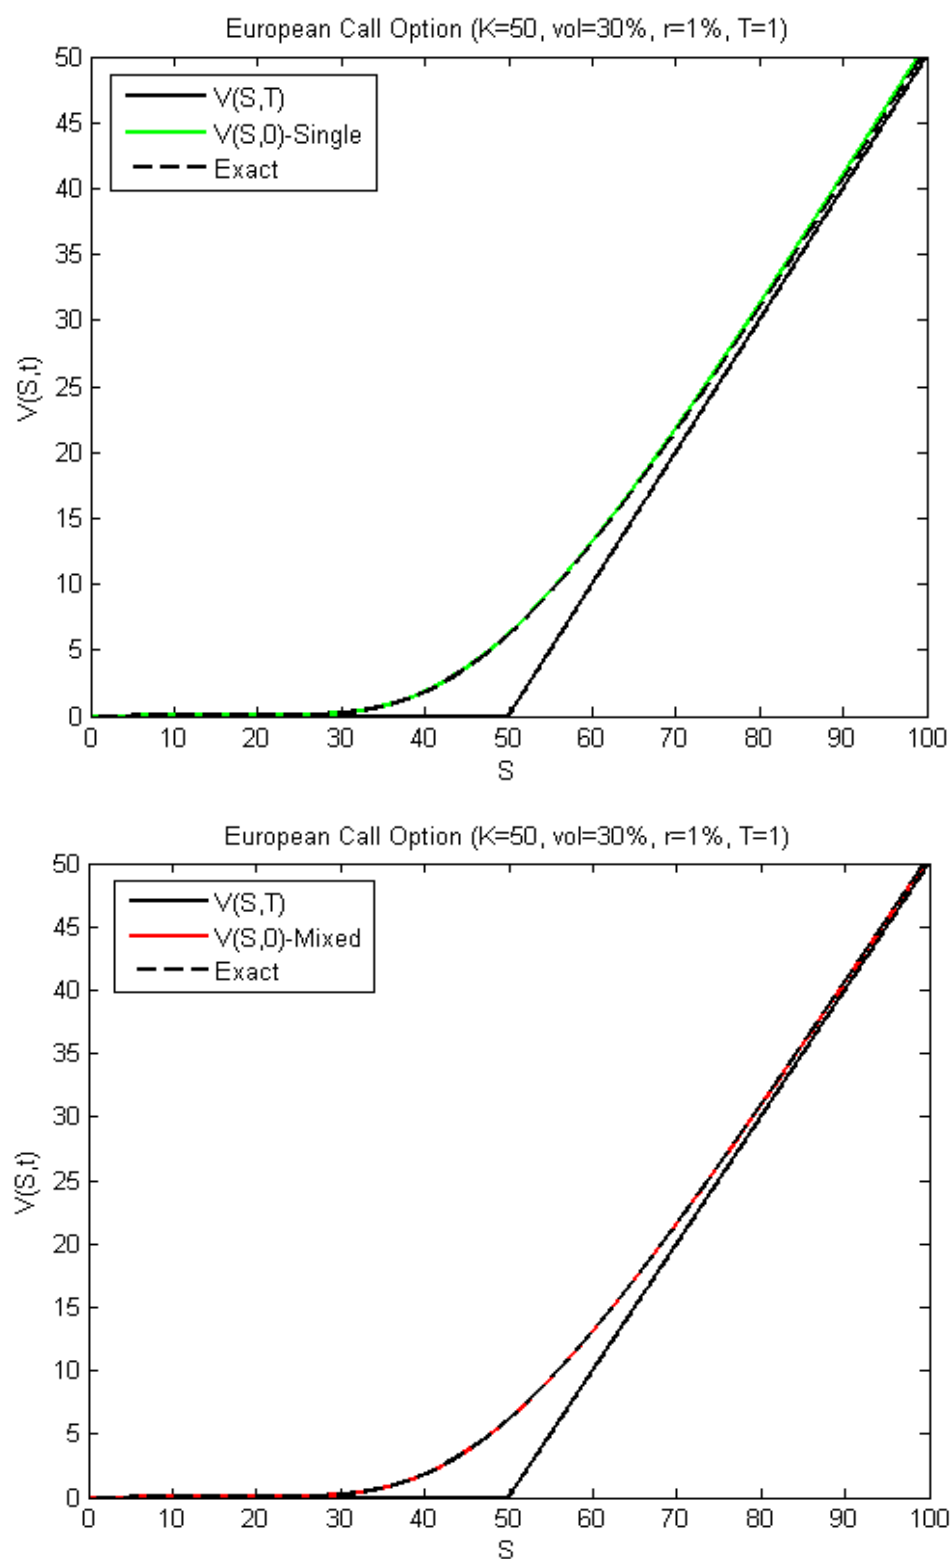 European Call Option (K=50, vol=30%, r=1%, T=1)
V(S,T)
V(S,0)-Single
Exact
V(S,t)
50
45
40
35
30
25
20
15
10
5
0
0 10 20 30 40 50 60 70 80 90 100
S
European Call Option (K=50, vol=30%, r=1%, T=1)
V(S,T)
V(S,0)-Mixed
Exact
V(S,t)
50
45
40
35
30
25
20
15
10
5
0
0 10 20 30 40 50 60 70 80 90 100
S